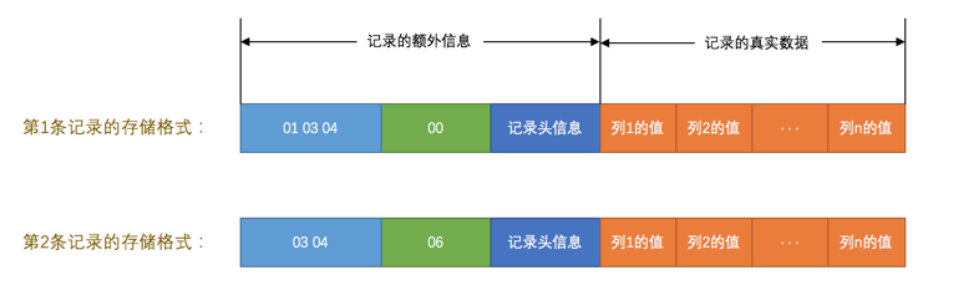 记录的额外信息 记录的真实数据
第1条记录的存储格式： 01 03 04 00 记录头信息 列1的值 列2的值 ... 列n的值
第2条记录的存储格式： 03 04 06 记录头信息 列1的值 列2的值 ... 列n的值